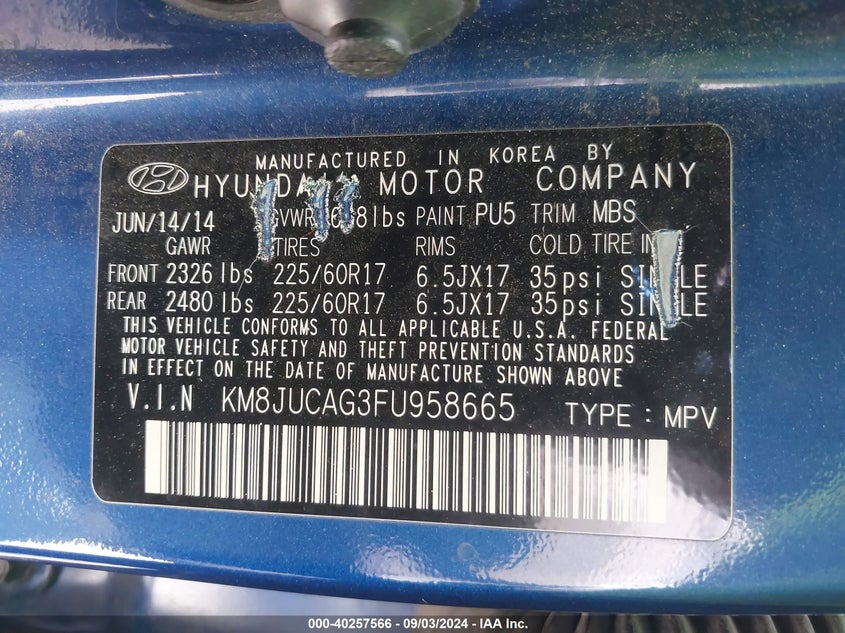 MANUFACTURED IN KOREA BY
MOTOR COMPANY
JUN/14/14 PAINT PU5 TRIM MBS
GAWR TIRES RIMS COLD TIRE
FRONT 2326 lbs 225/60R17 6.5JX17 35psi
REAR 2480 lbs 225/60R17 6.5JX17 35psi
THIS VEHICLE CONFORMS TO ALL APPLICABLE U.S.A. FEDERAL
MOTOR VEHICLE SAFETY AND THEFT PREVENTION STANDARDS
IN EFFECT ON THE DATE OF MANUFACTURE SHOWN ABOVE
V.I.N KM8JUCAG3FU958665 TYPE : MPV
000-40257566 - 09/03/2024 - IAA Inc.